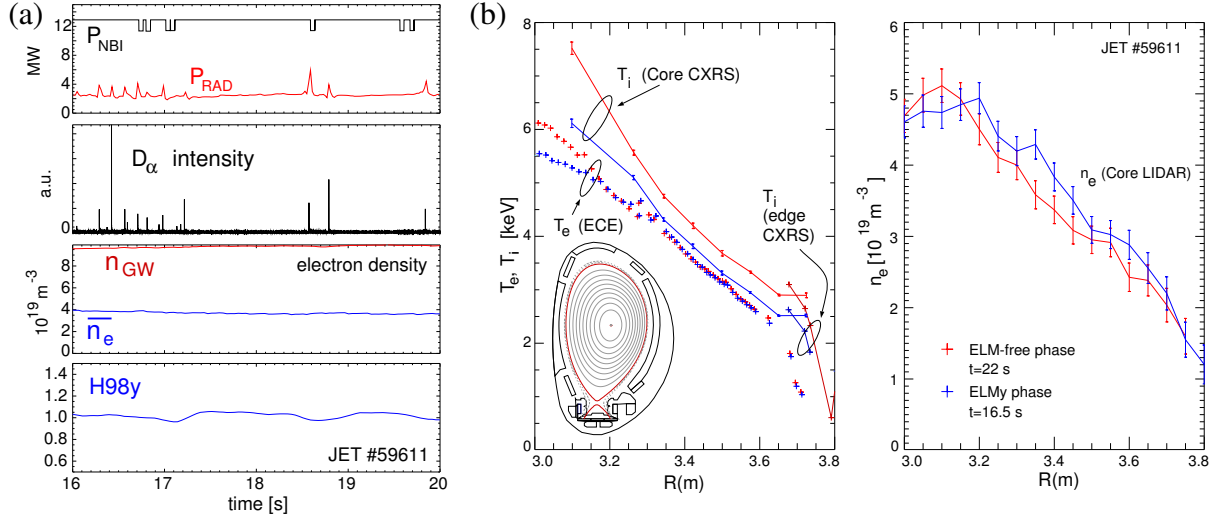 (a)
12
8
4
0
MW
P_NBI
P_RAD
a.u.
0
Dα intensity
8
4
0
10^19 m^-3
n_GW
electron density
n_e
1.4
1.2
1.0
0.8
0.6
H98y
JET #59611
16
17
18
19
20
time [s]
(b)
8
6
4
2
0
T_e, T_i [keV]
T_i (Core CXRS)
T_e (ECE)
T_i
(edge
CXRS)
3.0
3.2
3.4
3.6
3.8
R(m)
6
5
4
3
2
1
0
n_e [10^19 m^-3]
JET #59611
n_e (Core LIDAR)
ELM-free phase
t=22 s
ELMy phase
t=16.5 s
3.0
3.2
3.4
3.6
3.8
R(m)